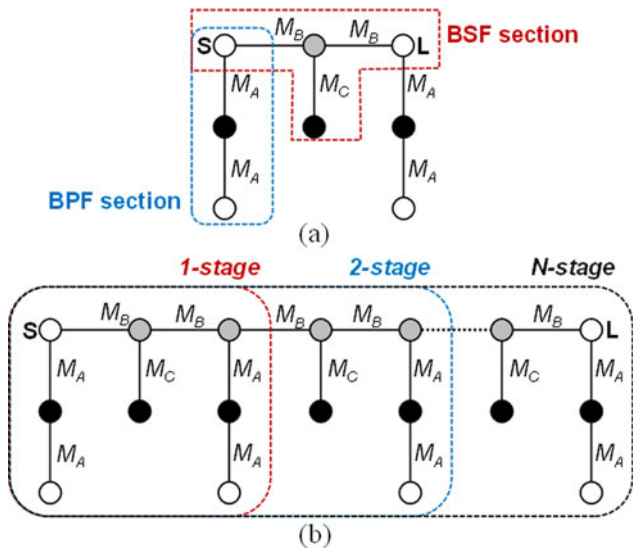 S M_B M_B L BSF section
M_A M_C M_A
BPF section M_A M_A
(a)
1-stage 2-stage N-stage
S M_B M_B M_B M_B M_B L
M_A M_C M_A M_C M_A M_C M_A
M_A M_A M_A M_A
(b)